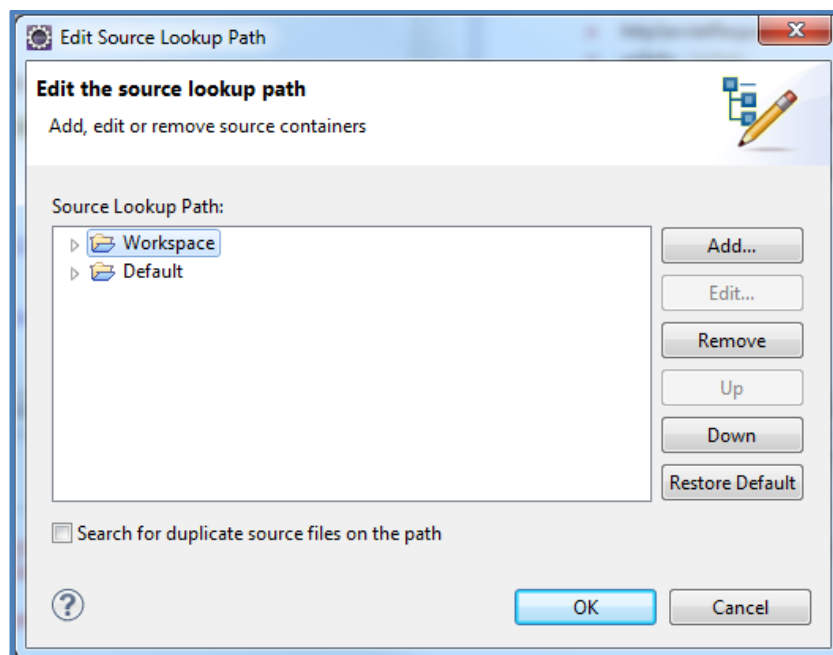 Edit Source Lookup Path
Edit the source lookup path
Add, edit or remove source containers
Source Lookup Path:
Workspace
Default
Add...
Edit...
Remove
Up
Down
Restore Default
Search for duplicate source files on the path
?
OK
Cancel